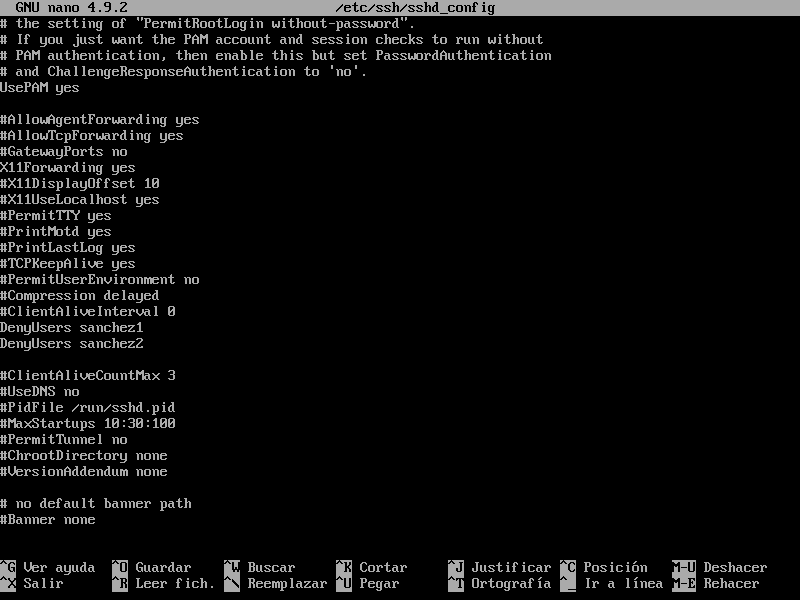 GNU nano 4.9.2 /etc/ssh/sshd_config
# the setting of "PermitRootLogin without-password".
# If you just want the PAM account and session checks to run without
# PAM authentication, then enable this but set PasswordAuthentication
# and ChallengeResponseAuthentication to 'no'.
UsePAM yes
#AllowAgentForwarding yes
#AllowTcpForwarding yes
#GatewayPorts no
X11Forwarding yes
#X11DisplayOffset 10
#X11UseLocalhost yes
#PermitTTY yes
#PrintMotd yes
#PrintLastLog yes
#TCPKeepAlive yes
#PermitUserEnvironment no
#Compression delayed
#ClientAliveInterval 0
DenyUsers sanchez1
DenyUsers sanchez2
#ClientAliveCountMax 3
#UseDNS no
#PidFile /run/sshd.pid
#MaxStartups 10:30:100
#PermitTunnel no
#ChrootDirectory none
#VersionAddendum none
# no default banner path
#Banner none
^G Ver ayuda ^O Guardar ^W Buscar ^K Cortar ^J Justificar ^C Posición M-U Deshacer
^X Salir ^R Leer fich. ^\ Reemplazar ^U Pegar ^T Ortografía ^_ Ir a línea M-E Rehacer